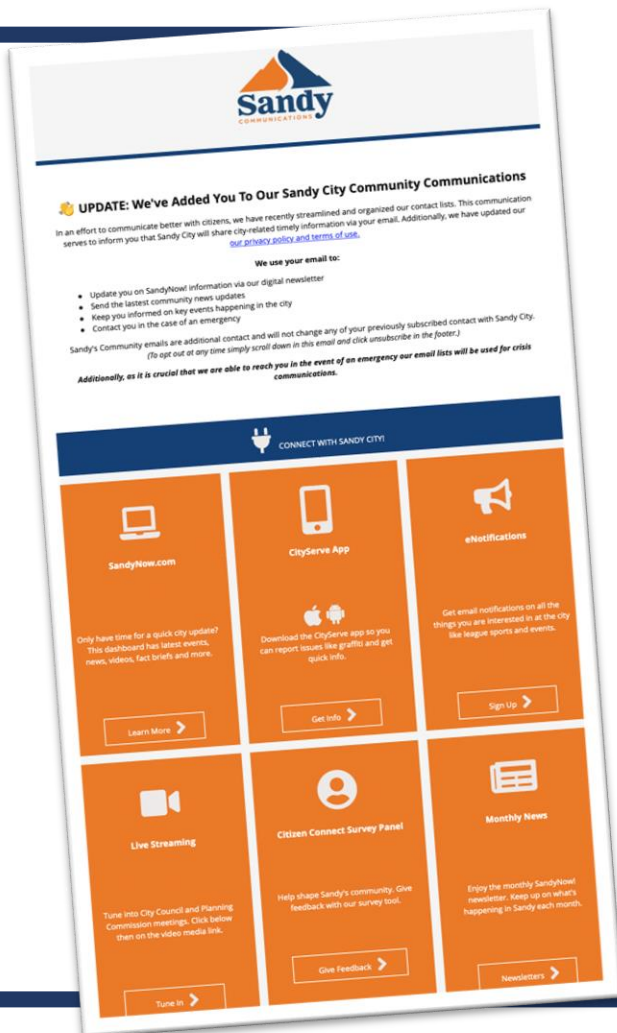 Sandy
COMMUNICATIONS
👏 UPDATE: We've Added You To Our Sandy City Community Communications
In an effort to communicate better with citizens, we have recently streamlined and organized our contact lists. This communication
serves to inform you that Sandy City will share city-related timely information via your email. Additionally, we have updated our
our privacy policy and terms of use.
We use your email to:
• Update you on SandyNow! information via our digital newsletter
• Send the lastest community news updates
• Keep you informed on key events happening in the city
• Contact you in the case of an emergency
Sandy's Community emails are additional contact and will not change any of your previously subscribed contact with Sandy City.
(To opt out at any time simply scroll down in this email and click unsubscribe in the footer.)
Additionally, as it is crucial that we are able to reach you in the event of an emergency our email lists will be used for crisis
communications.
CONNECT WITH SANDY CITY!
SandyNow.com
Only have time for a quick city update?
This dashboard has latest events,
news, videos, fact briefs and more.
Learn More
CityServe App
Download the CityServe app so you
can report issues like graffiti and get
quick info.
Get Info
eNotifications
Get email notifications on all the
things you are interested in at the city
like league sports and events.
Sign Up
Live Streaming
Tune into City Council and Planning
Commission meetings. Click below
then on the video media link.
Tune In
Citizen Connect Survey Panel
Help shape Sandy's community. Give
feedback with our survey tool.
Give Feedback
Monthly News
Enjoy the monthly SandyNow!
newsletter. Keep up on what's
happening in Sandy each month.
Newsletters